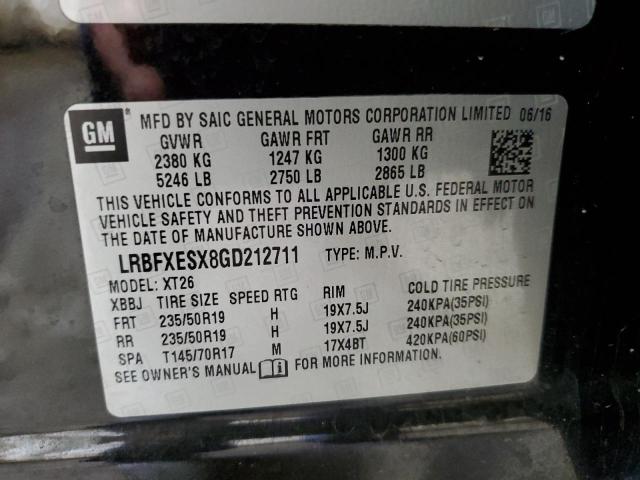 GM
MFD BY SAIC GENERAL MOTORS CORPORATION LIMITED 06/16
GVWR GAWR FRT GAWR RR
2380 KG 1247 KG 1300 KG
5246 LB 2750 LB 2865 LB
THIS VEHICLE CONFORMS TO ALL APPLICABLE U.S. FEDERAL MOTOR
VEHICLE SAFETY AND THEFT PREVENTION STANDARDS IN EFFECT ON
THE DATE OF MANUFACTURE SHOWN ABOVE.
LRBFXESX8GD212711 TYPE: M.P.V.
MODEL: XT26
XBBJ TIRE SIZE SPEED RTG RIM COLD TIRE PRESSURE
FRT 235/50R19 H 19X7.5J 240KPA(35PSI)
RR 235/50R19 H 19X7.5J 240KPA(35PSI)
SPA T145/70R17 M 17X4BT 420KPA(60PSI)
SEE OWNER'S MANUAL FOR MORE INFORMATION.